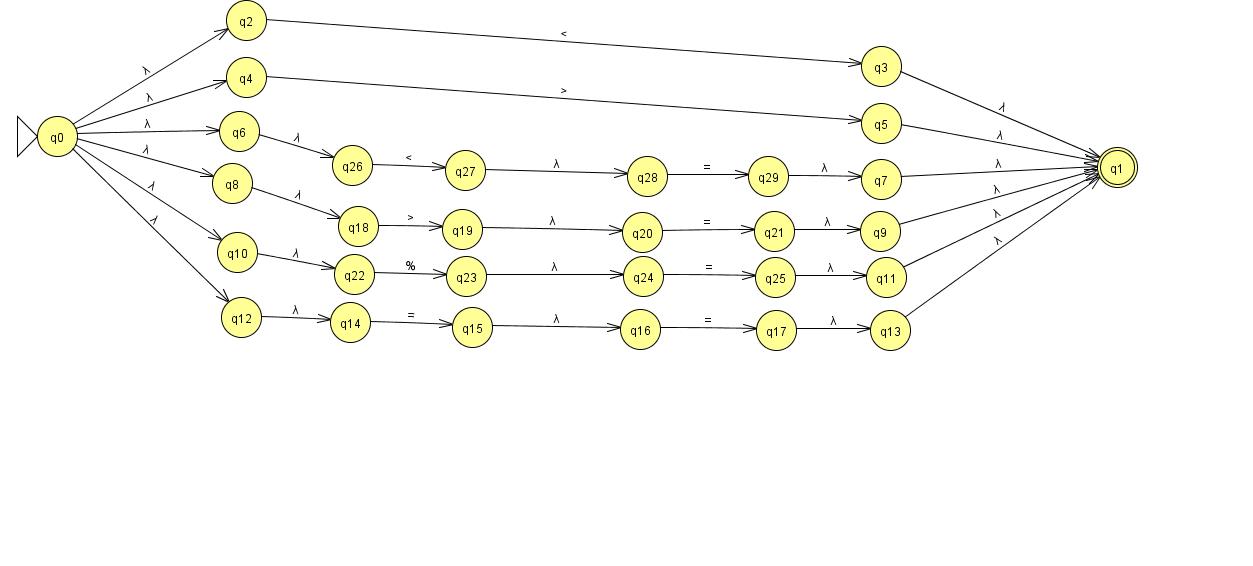 q2
<
q3
λ
λ
q4
>
q5
λ
λ
q0
λ
q6
λ
q26
<
q27
λ
q28
=
q29
λ
q7
λ
q1
λ
q8
λ
q18
>
q19
λ
q20
=
q21
λ
q9
λ
λ
q10
λ
q22
%
q23
λ
q24
=
q25
λ
q11
λ
λ
q12
λ
q14
=
q15
λ
q16
=
q17
λ
q13
λ